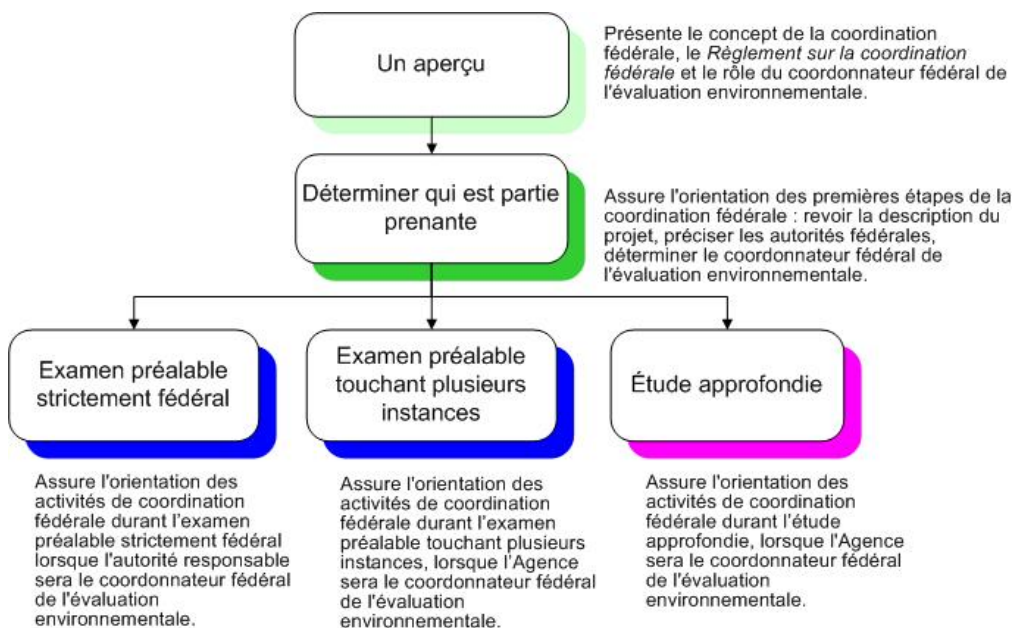 Un aperçu
Présente le concept de la coordination
fédérale, le Règlement sur la coordination
fédérale et le rôle du coordonnateur fédéral de
l'évaluation environnementale.
Déterminer qui est partie
prenante
Assure l'orientation des premières étapes de la
coordination fédérale : revoir la description du
projet, préciser les autorités fédérales,
déterminer le coordonnateur fédéral de
l'évaluation environnementale.
Examen préalable
strictement fédéral
Assure l'orientation des
activités de coordination
fédérale durant l'examen
préalable strictement fédéral
lorsque l'autorité responsable
sera le coordonnateur fédéral
de l'évaluation
environnementale.
Examen préalable
touchant plusieurs
instances
Assure l'orientation des
activités de coordination
fédérale durant l'examen
préalable touchant plusieurs
instances, lorsque l'Agence
sera le coordonnateur fédéral
de l'évaluation
environnementale.
Étude approfondie
Assure l'orientation des
activités de coordination
fédérale durant l'étude
approfondie, lorsque l'Agence
sera le coordonnateur fédéral
de l'évaluation
environnementale.